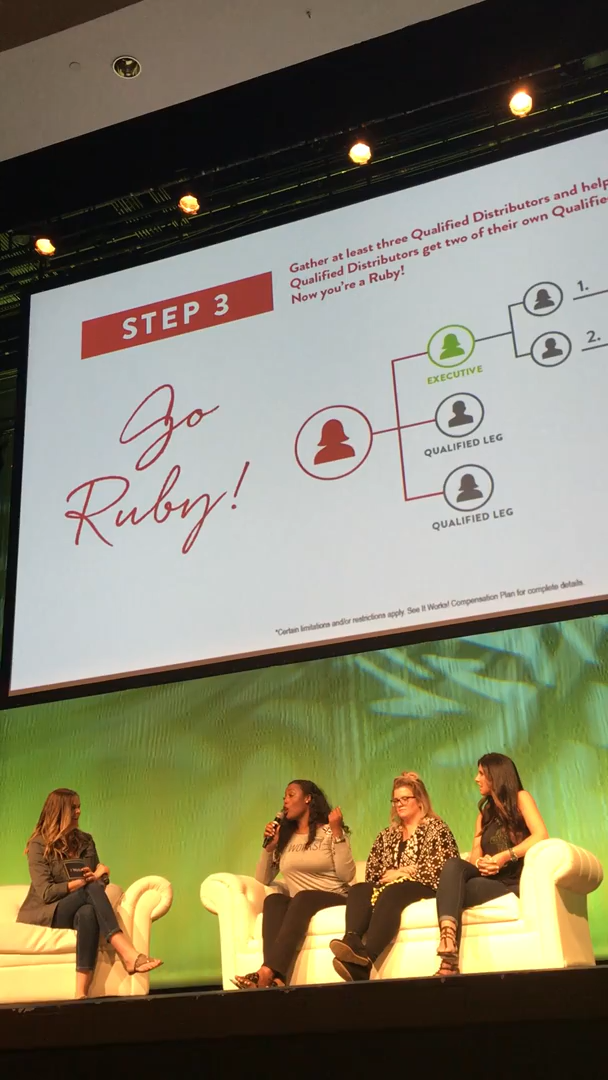 STEP 3
Gather at least three Qualified Distributors and help
Qualified Distributors get two of their own
Now you're a Ruby!
Go
Ruby!
EXECUTIVE
1.
2.
QUALIFIED LEG
QUALIFIED LEG
*Certain limitations and/or restrictions apply. See It Works! Compensation Plan for complete details.